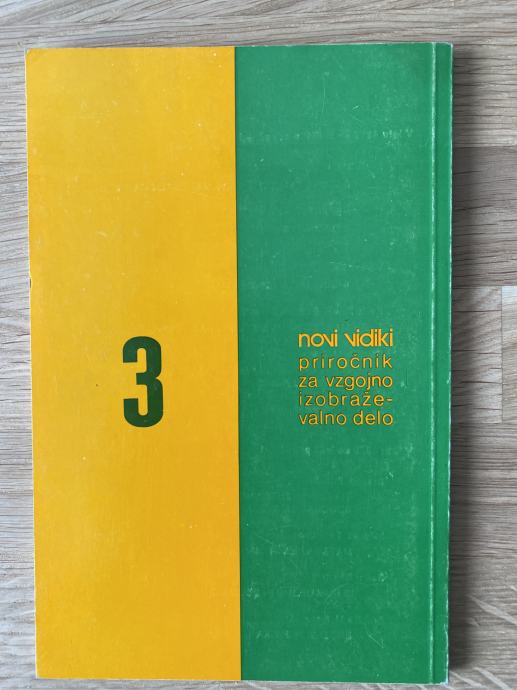 3
novi vidiki
priročnik
za vzgojno
izobraže-
valno delo